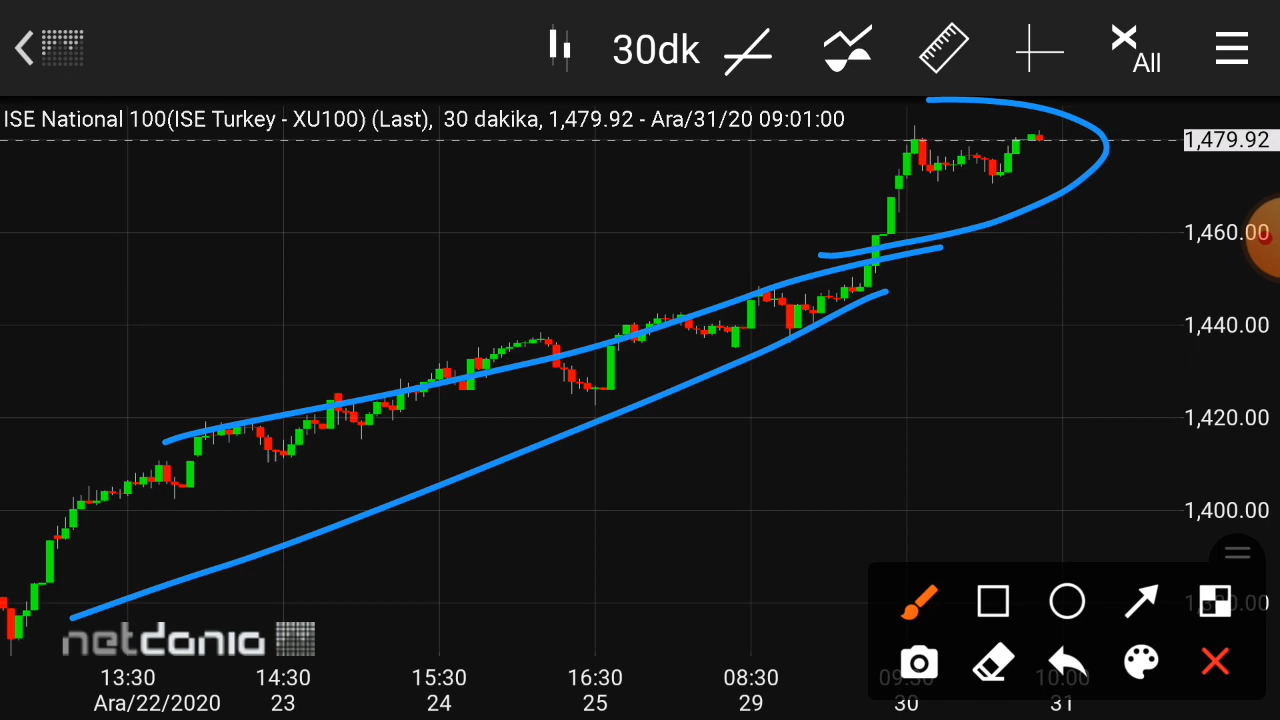 30dk
All
ISE National 100(ISE Turkey - XU100) (Last), 30 dakika, 1,479.92 - Ara/31/20 09:01:00
1,479.92
1,460.00
1,440.00
1,420.00
1,400.00
1,380.00
netdania
13:30 14:30 15:30 16:30 08:30 09:30 10:00
Ara/22/2020 23 24 25 29 30 31